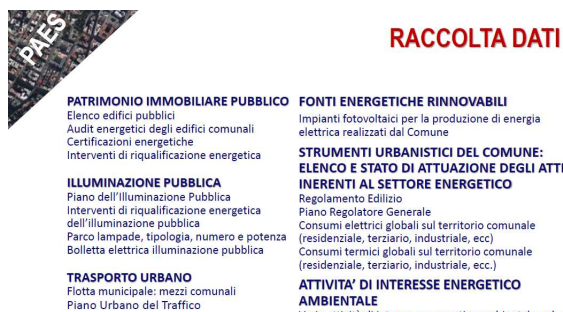 PAES
RACCOLTA DATI
PATRIMONIO IMMOBILIARE PUBBLICO
Elenco edifici pubblici
Audit energetici degli edifici comunali
Certificazioni energetiche
Interventi di riqualificazione energetica
ILLUMINAZIONE PUBBLICA
Piano dell'Illuminazione Pubblica
Interventi di riqualificazione energetica
dell'illuminazione pubblica
Parco lampade, tipologia, numero e potenza
Bolletta elettrica illuminazione pubblica
TRASPORTO URBANO
Flotta municipale: mezzi comunali
Piano Urbano del Traffico
FONTI ENERGETICHE RINNOVABILI
Impianti fotovoltaici per la produzione di energia
elettrica realizzati dal Comune
STRUMENTI URBANISTICI DEL COMUNE:
ELENCO E STATO DI ATTUAZIONE DEGLI ATTI
INERENTI AL SETTORE ENERGETICO
Regolamento Edilizio
Piano Regolatore Generale
Consumi elettrici globali sul territorio comunale
(residenziale, terziario, industriale, ecc)
Consumi termici globali sul territorio comunale
(residenziale, terziario, industriale, ecc.)
ATTIVITA' DI INTERESSE ENERGETICO
AMBIENTALE